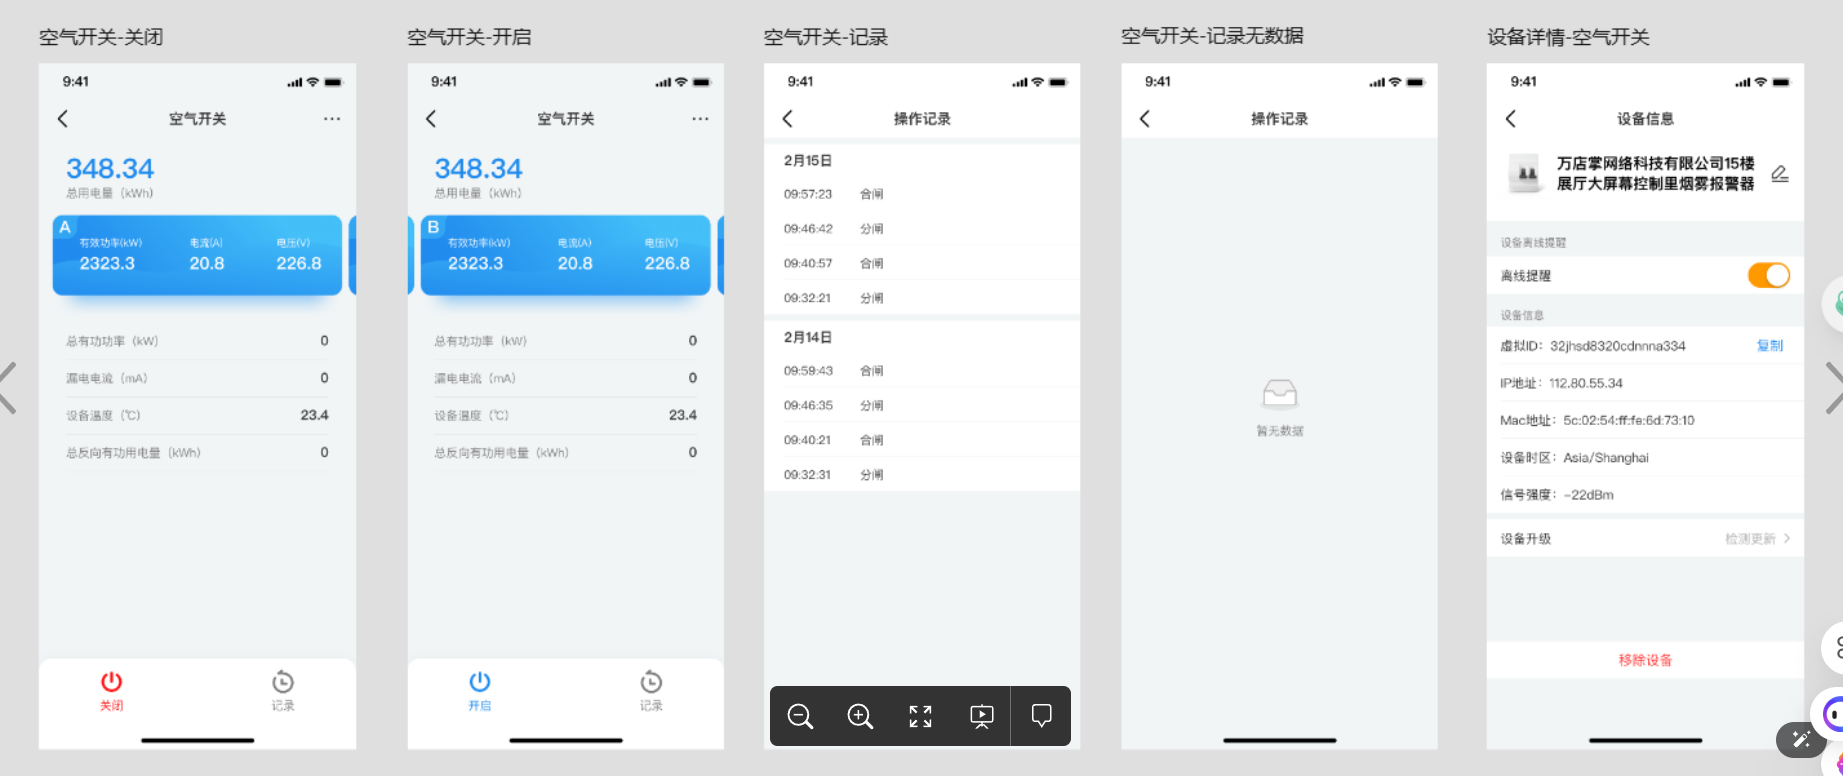 空气开关-关闭
9:41
空气开关
348.34
总用电量（kWh）
A
有效功率(kW) 电流(A) 电压(V)
2323.3 20.8 226.8
总有功功率（kW） 0
漏电电流（mA） 0
设备温度（℃） 23.4
总反向有功用电量（kWh） 0
关闭 记录
空气开关-开启
9:41
空气开关
348.34
总用电量（kWh）
B
有效功率(kW) 电流(A) 电压(V)
2323.3 20.8 226.8
总有功功率（kW） 0
漏电电流（mA） 0
设备温度（℃） 23.4
总反向有功用电量（kWh） 0
开启 记录
空气开关-记录
9:41
操作记录
2月15日
09:57:23 合闸
09:46:42 分闸
09:40:57 合闸
09:32:21 分闸
2月14日
09:59:43 合闸
09:46:35 分闸
09:40:21 合闸
09:32:31 分闸
空气开关-记录无数据
9:41
操作记录
暂无数据
设备详情-空气开关
9:41
设备信息
万店掌网络科技有限公司15楼
展厅大屏幕控制里烟雾报警器
设备离线提醒
离线提醒
设备信息
虚拟ID：32jhsd8320cdnnna334 复制
IP地址：112.80.55.34
Mac地址：5c:02:54:ff:fe:6d:73:10
设备时区：Asia/Shanghai
信号强度：-22dBm
设备升级 检测更新
移除设备